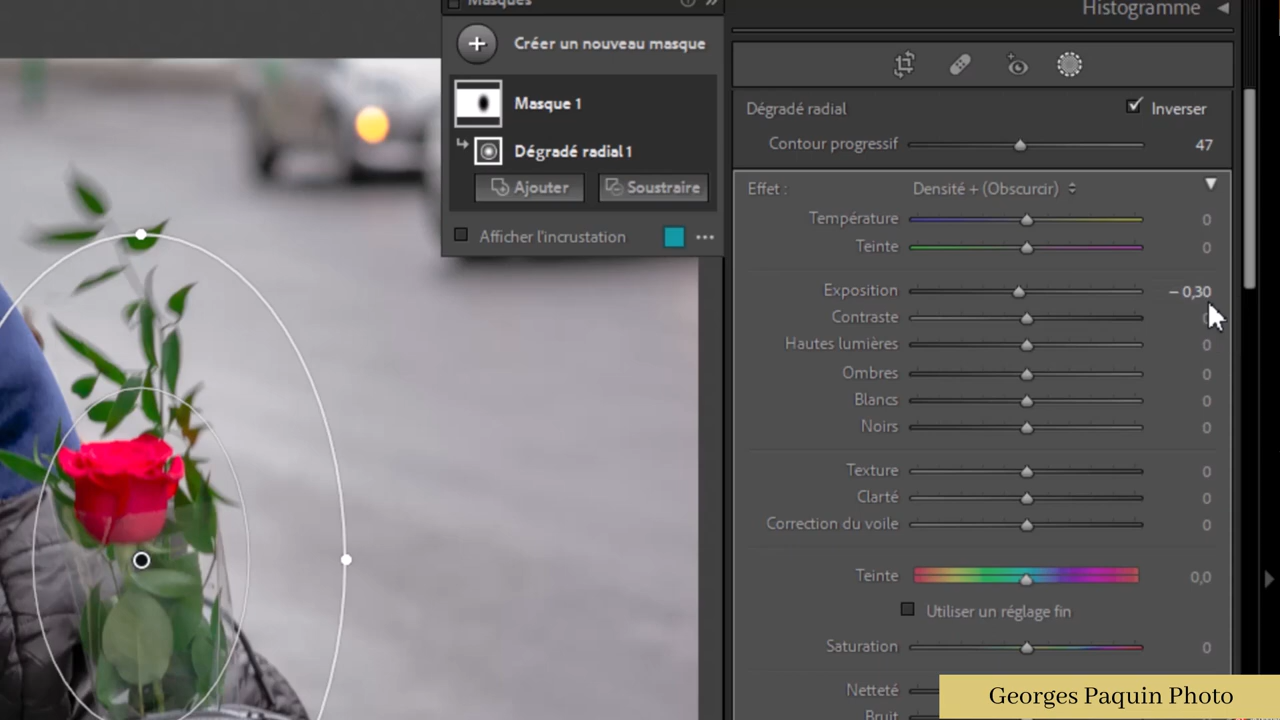 Masques
Histogramme
Créer un nouveau masque
Masque 1
Dégradé radial 1
Ajouter
Soustraire
Afficher l'incrustation
Dégradé radial
Inverser
Contour progressif 47
Effet : Densité + (Obscurcir)
Température 0
Teinte 0
Exposition – 0,30
Contraste
Hautes lumières 0
Ombres 0
Blancs 0
Noirs 0
Texture 0
Clarté 0
Correction du voile 0
Teinte 0,0
Utiliser un réglage fin
Saturation 0
Netteté
Bruit
Georges Paquin Photo